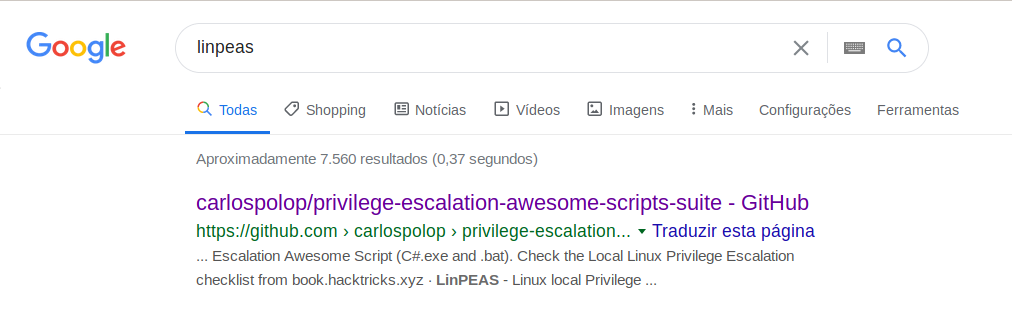 Google linpeas
Todas Shopping Notícias Vídeos Imagens Mais Configurações Ferramentas
Aproximadamente 7.560 resultados (0,37 segundos)
carlospolop/privilege-escalation-awesome-scripts-suite - GitHub
https://github.com › carlospolop › privilege-escalation... Traduzir esta página
... Escalation Awesome Script (C#.exe and .bat). Check the Local Linux Privilege Escalation
checklist from book.hacktricks.xyz · LinPEAS - Linux local Privilege ...